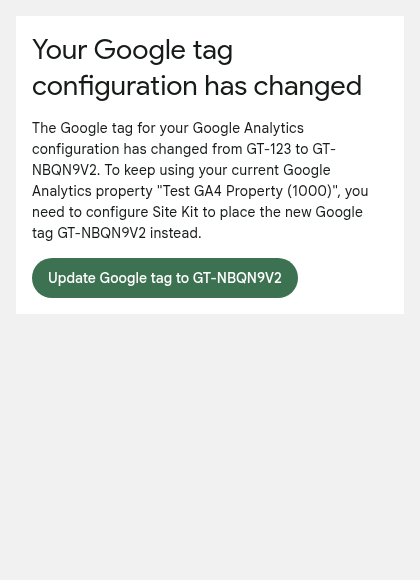 Your Google tag
configuration has changed
The Google tag for your Google Analytics
configuration has changed from GT-123 to GT-
NBQN9V2. To keep using your current Google
Analytics property "Test GA4 Property (1000)", you
need to configure Site Kit to place the new Google
tag GT-NBQN9V2 instead.
Update Google tag to GT-NBQN9V2